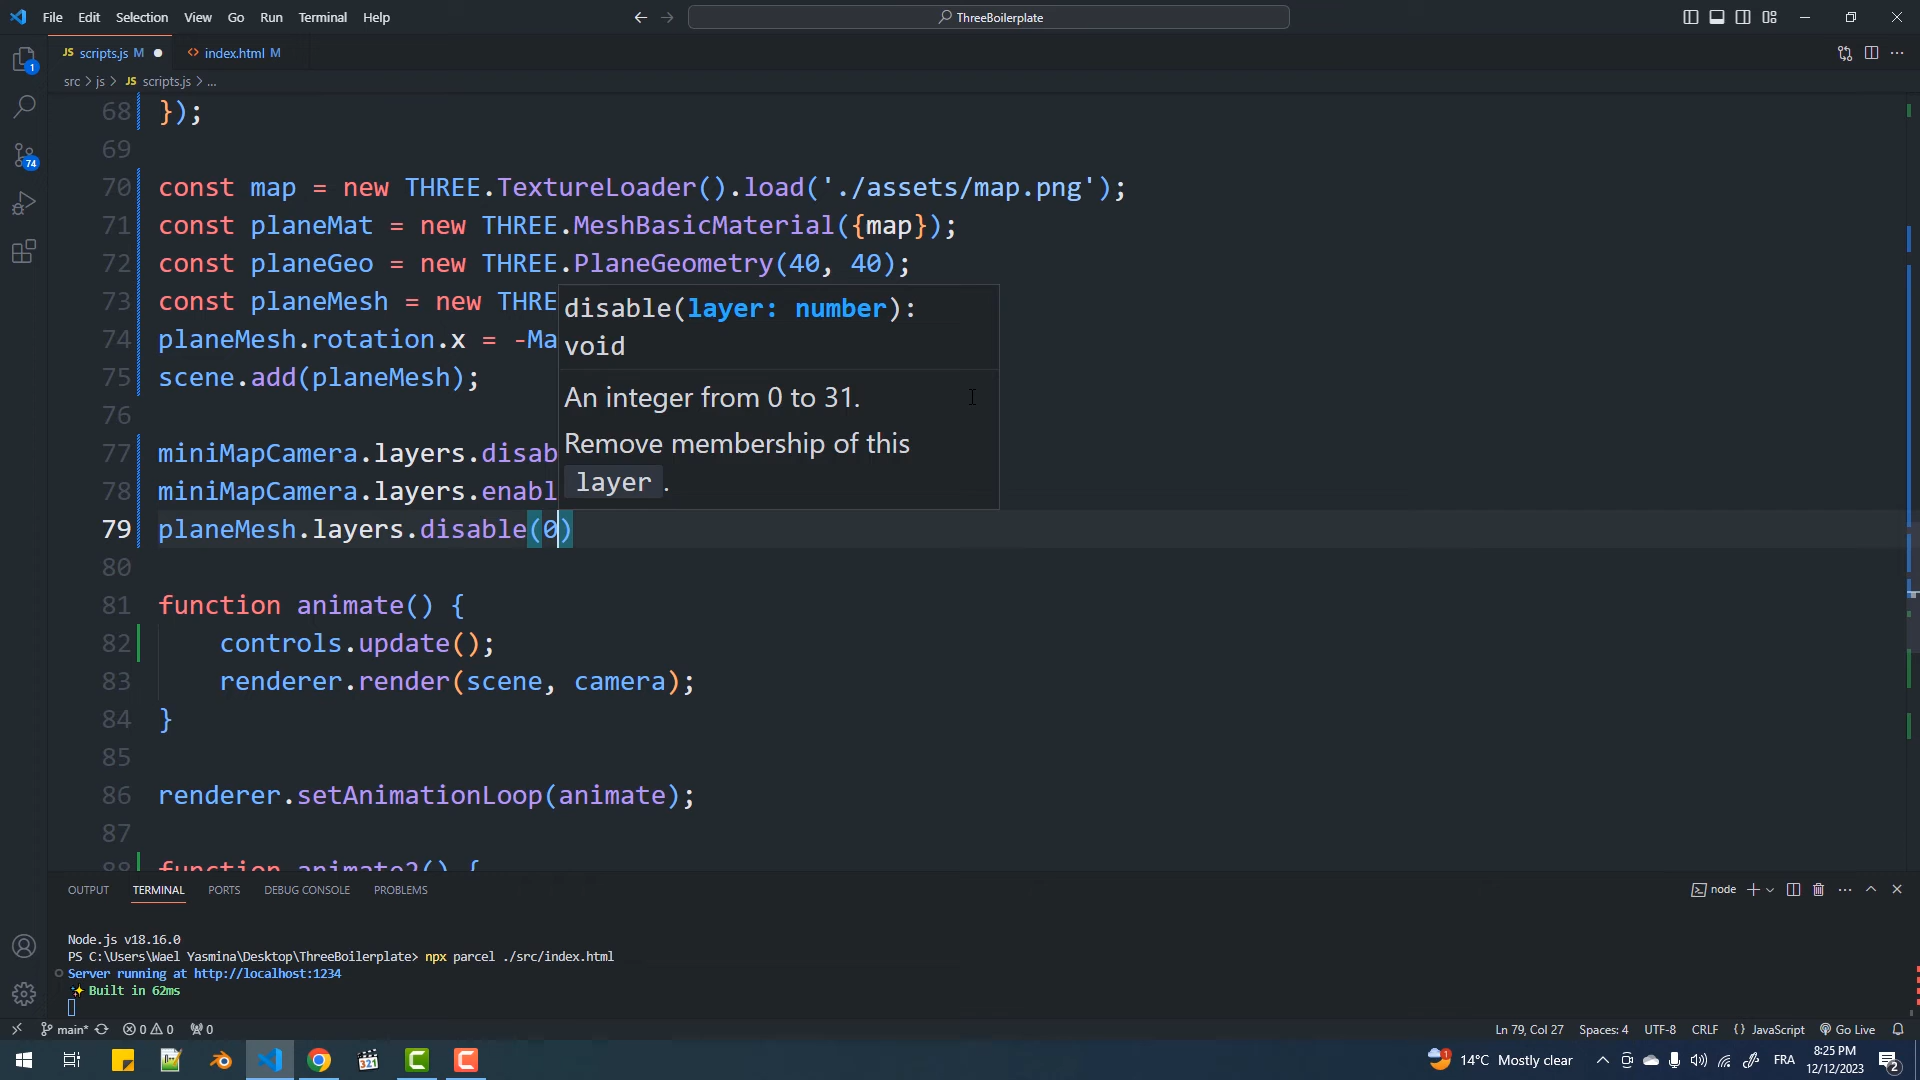 File Edit Selection View Go Run Terminal Help
ThreeBoilerplate
JS scripts.js M
<> index.html M
src > js > JS scripts.js > ...
68 });
69
70 const map = new THREE.TextureLoader().load('./assets/map.png');
71 const planeMat = new THREE.MeshBasicMaterial({map});
72 const planeGeo = new THREE.PlaneGeometry(40, 40);
73 const planeMesh = new THRE
74 planeMesh.rotation.x = -Ma
75 scene.add(planeMesh);
76
77 miniMapCamera.layers.disab
78 miniMapCamera.layers.enabl
79 planeMesh.layers.disable(0)
disable(layer: number):
void
An integer from 0 to 31.
Remove membership of this
layer.
80
81 function animate() {
82 controls.update();
83 renderer.render(scene, camera);
84 }
85
86 renderer.setAnimationLoop(animate);
87
88 function animate2() {
1
74
OUTPUT TERMINAL PORTS DEBUG CONSOLE PROBLEMS
node
Node.js v18.16.0
PS C:\Users\Wael Yasmina\Desktop\ThreeBoilerplate> npx parcel ./src/index.html
Server running at http://localhost:1234
Built in 62ms
main* 0 0 0
Ln 79, Col 27 Spaces: 4 UTF-8 CRLF {} JavaScript Go Live
321
1
14°C Mostly clear
FRA
8:25 PM
12/12/2023
2